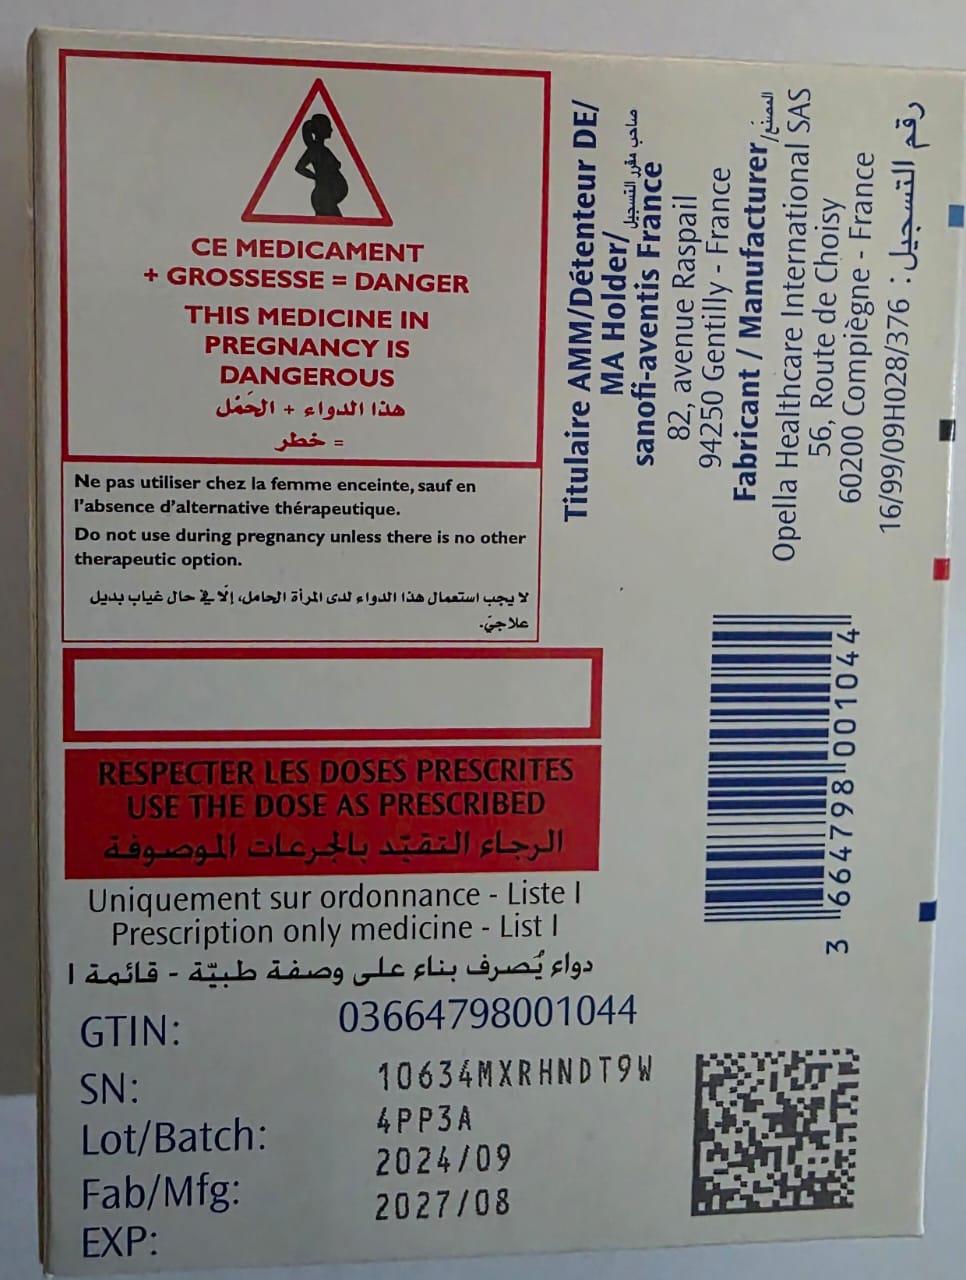 CE MEDICAMENT
+ GROSSESSE = DANGER
THIS MEDICINE IN
PREGNANCY IS
DANGEROUS
هذا الدواء + الحَمْل
= خطر
Ne pas utiliser chez la femme enceinte, sauf en
l'absence d'alternative thérapeutique.
Do not use during pregnancy unless there is no other
therapeutic option.
لا يجب استعمال هذا الدواء لدى المرأة الحامل، إلّا في حال غياب بديل
علاجيّ.
RESPECTER LES DOSES PRESCRITES
USE THE DOSE AS PRESCRIBED
الرجاء التقيّد بالجرعات الموصوفة
Uniquement sur ordonnance - Liste I
Prescription only medicine - List I
دواء يُصرف بناء على وصفة طبيّة - قائمة I
GTIN: 03664798001044
SN: 10634MXRHNDT9W
Lot/Batch: 4PP3A
Fab/Mfg: 2024/09
EXP: 2027/08
Titulaire AMM/Détenteur DE/
MA Holder/صاحب مقرر التسجيل
sanofi-aventis France
82, avenue Raspail
94250 Gentilly - France
Fabricant / Manufacturer/المصنّع
Opella Healthcare International SAS
56, Route de Choisy
60200 Compiègne - France
رقم التسجيل : 16/99/09H028/376
3 664798 001044